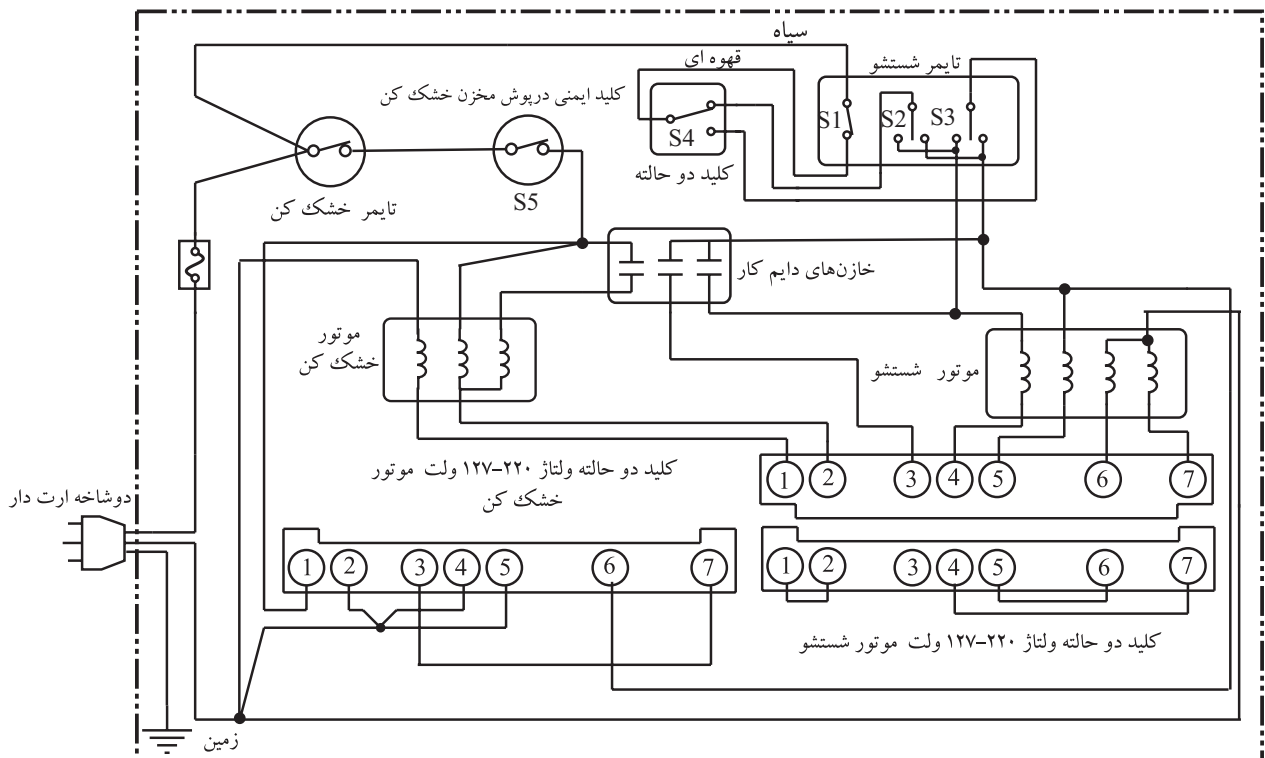 سیاه
تایمر شستشو
قهوه ای
S1
S2
S3
S4
کلید دو حالته
کلید ایمنی درپوش مخزن خشک کن
S5
تایمر خشک کن
خازن‌های دایم کار
موتور
خشک کن
موتور شستشو
کلید دو حالته ولتاژ ۲۲۰–۱۲۷ ولت موتور
خشک کن
1 2 3 4 5 6 7
دوشاخه ارت دار
1 2 3 4 5 6 7
1 2 3 4 5 6 7
کلید دو حالته ولتاژ ۲۲۰–۱۲۷ ولت موتور شستشو
زمین